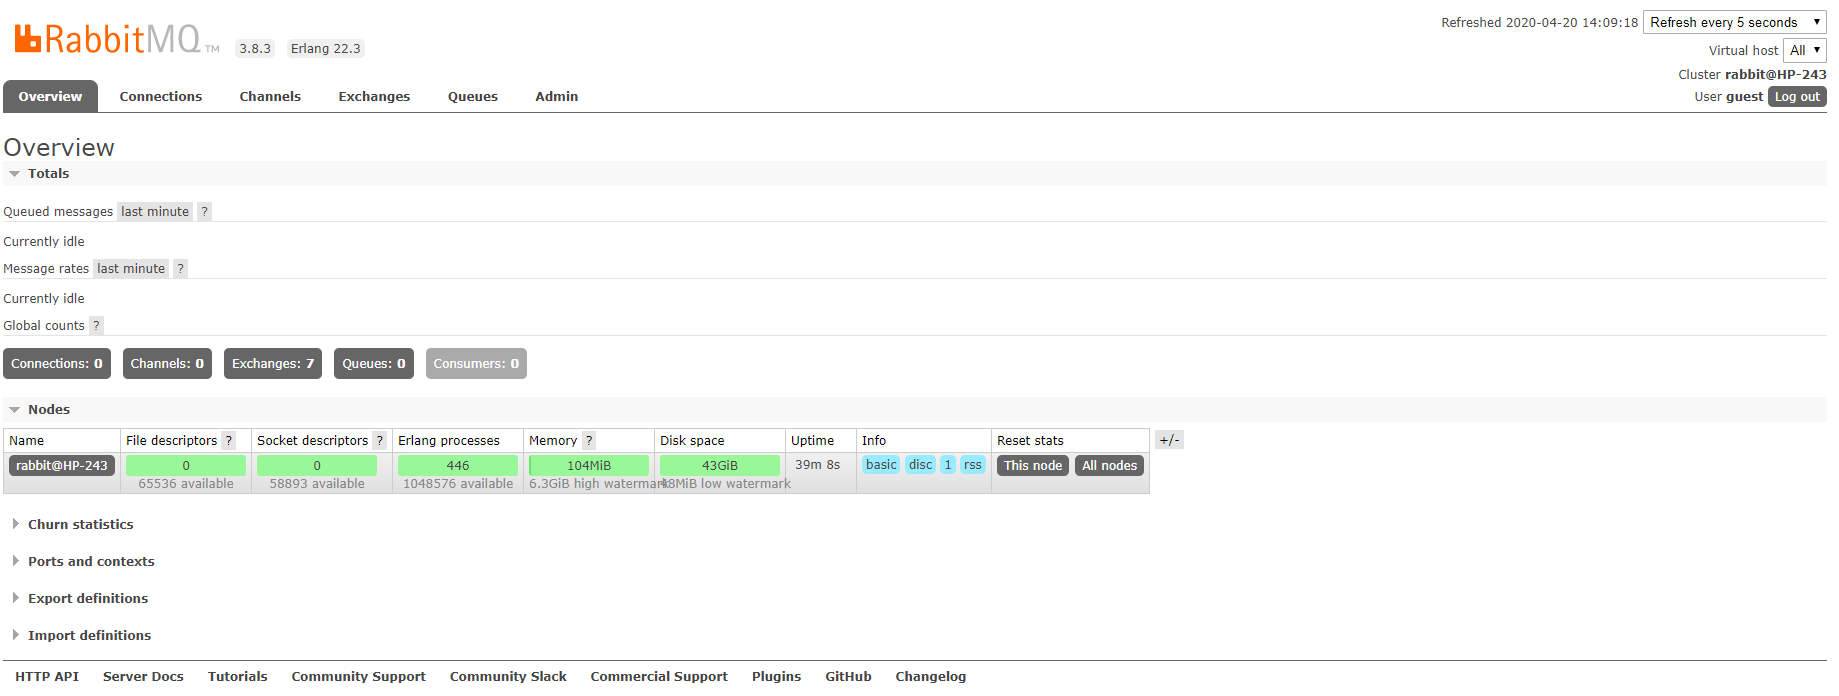 RabbitMQ TM 3.8.3 Erlang 22.3
Refreshed 2020-04-20 14:09:18 Refresh every 5 seconds
Virtual host All
Cluster rabbit@HP-243
User guest Log out
Overview Connections Channels Exchanges Queues Admin
Overview
Totals
Queued messages last minute ?
Currently idle
Message rates last minute ?
Currently idle
Global counts ?
Connections: 0 Channels: 0 Exchanges: 7 Queues: 0 Consumers: 0
Nodes
Name File descriptors ? Socket descriptors ? Erlang processes Memory ? Disk space Uptime Info Reset stats +/-
rabbit@HP-243 0 0 446 104MiB 43GiB 39m 8s basic disc 1 rss This node All nodes
65536 available 58893 available 1048576 available 6.3GiB high watermark 48MiB low watermark
Churn statistics
Ports and contexts
Export definitions
Import definitions
HTTP API Server Docs Tutorials Community Support Community Slack Commercial Support Plugins GitHub Changelog